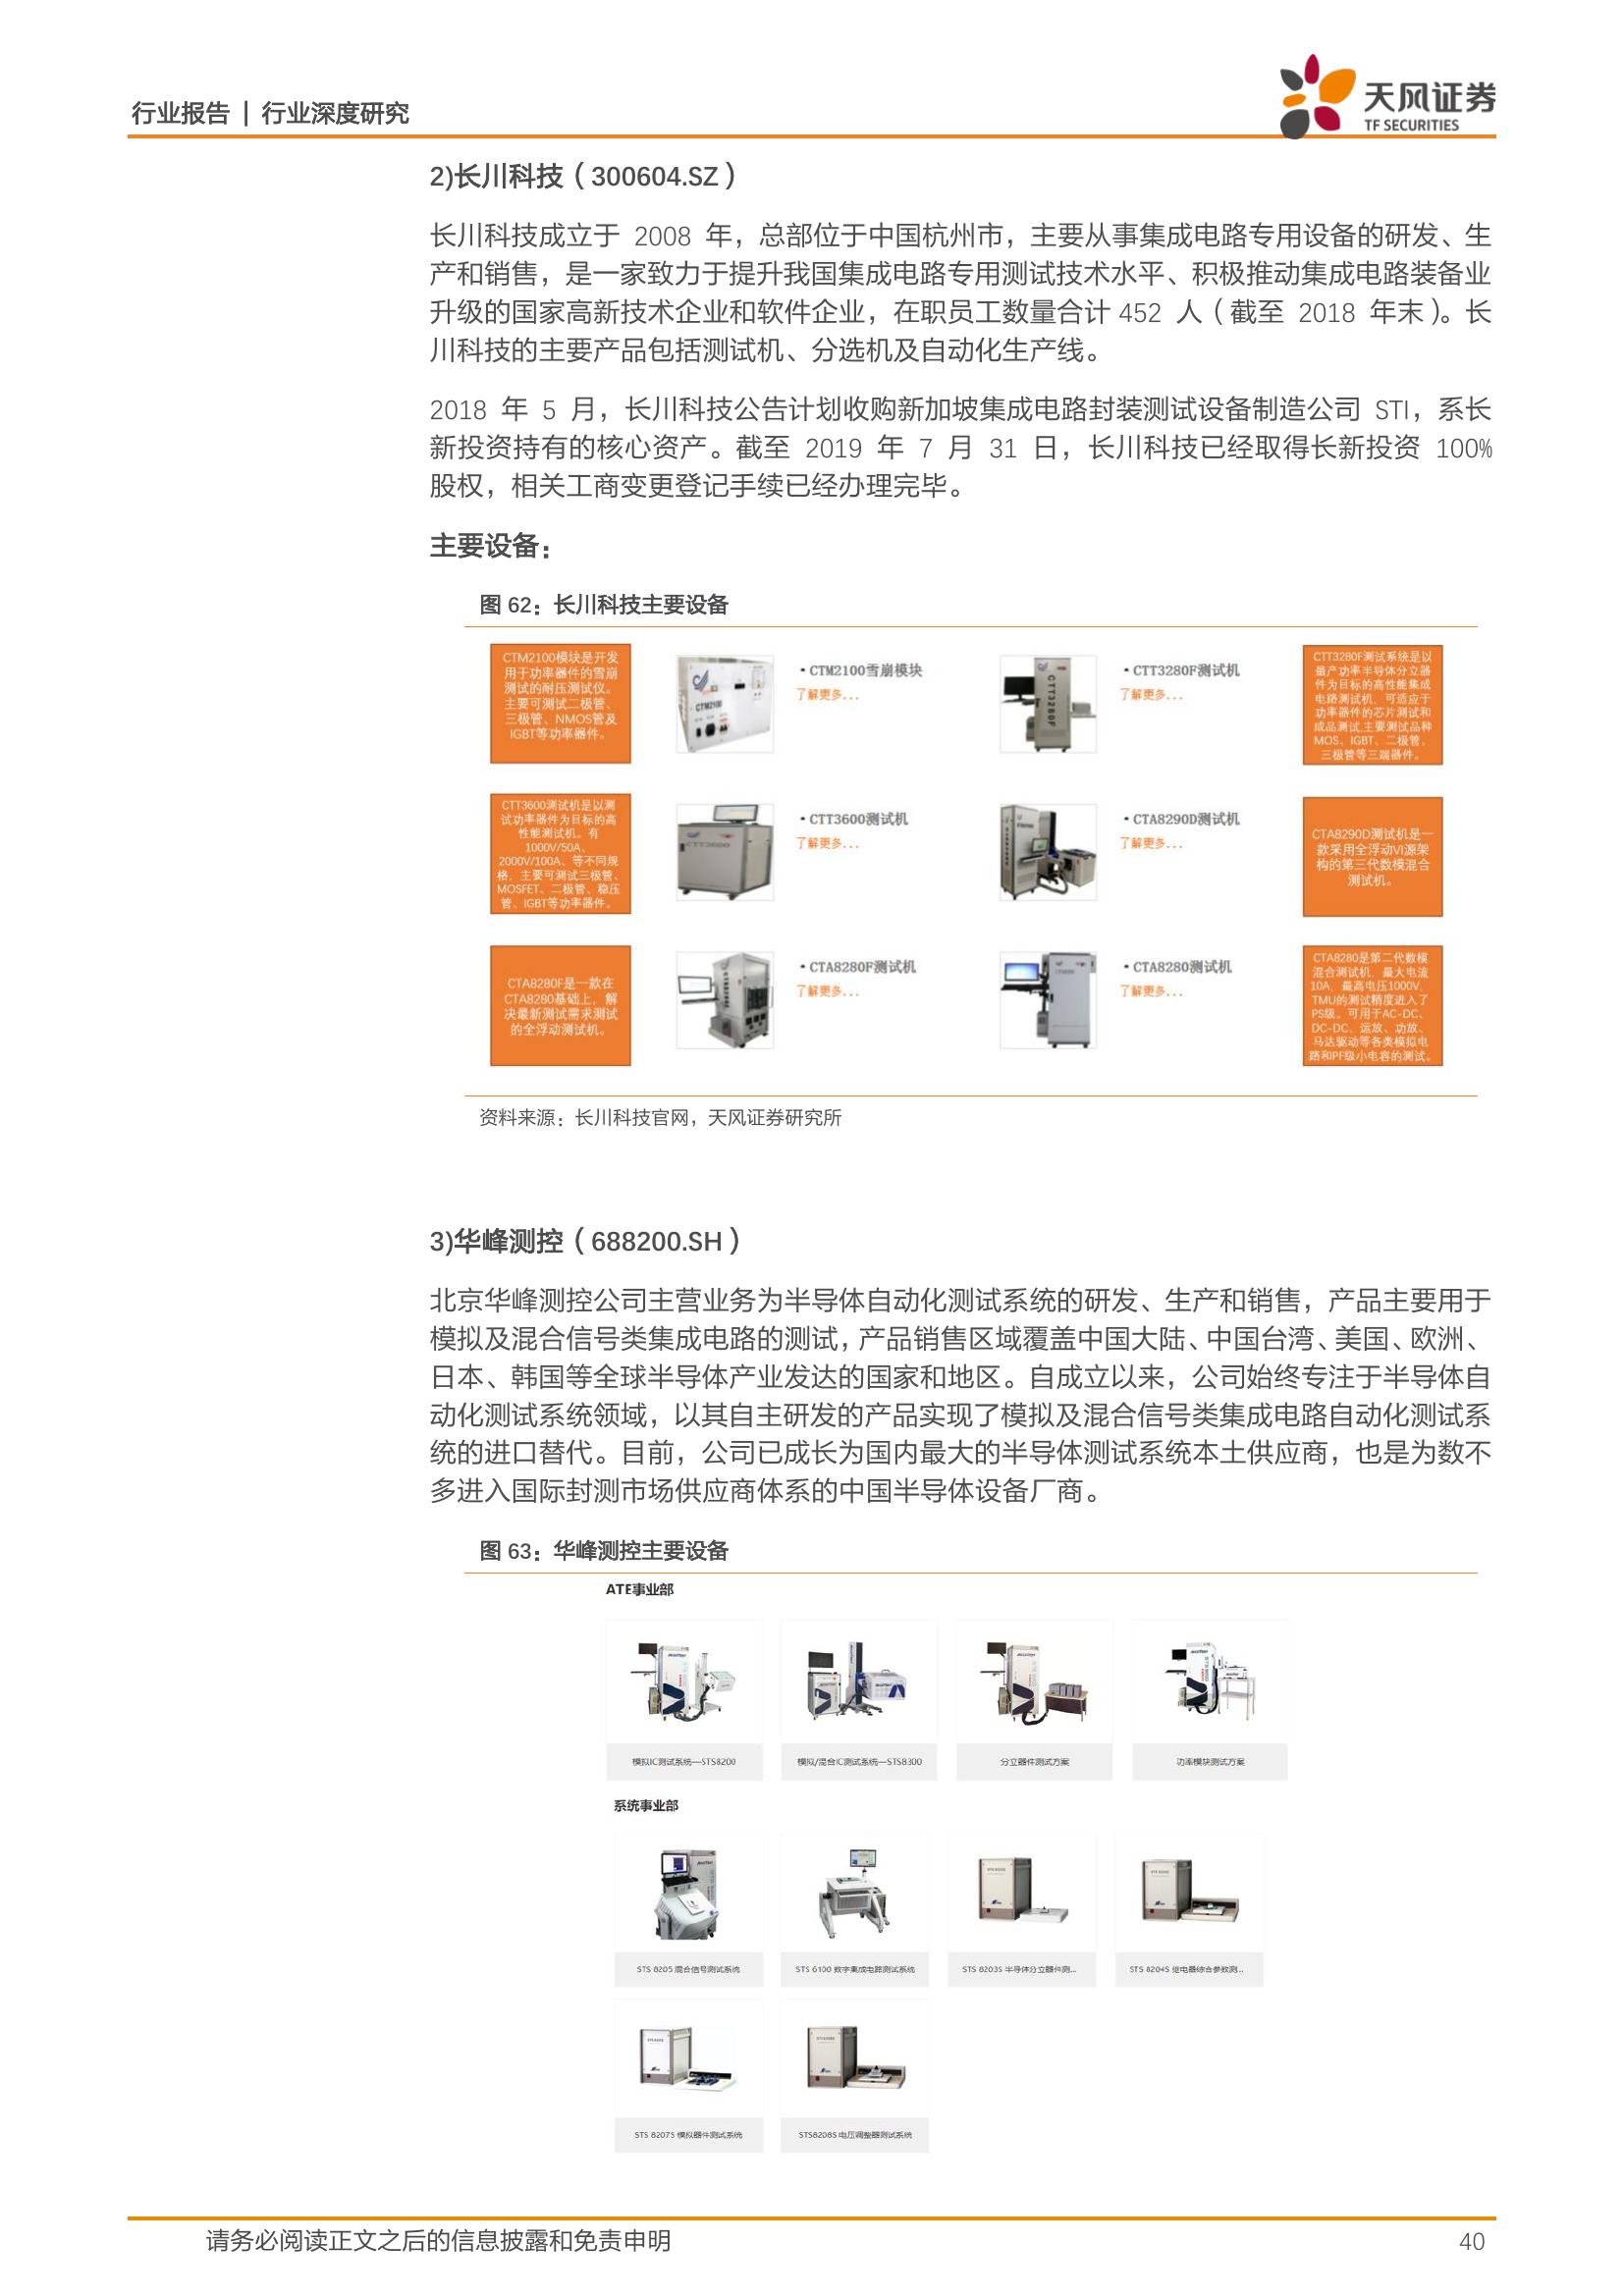 行业报告 | 行业深度研究
天风证券
TF SECURITIES
2)长川科技（300604.SZ）
长川科技成立于 2008 年，总部位于中国杭州市，主要从事集成电路专用设备的研发、生
产和销售，是一家致力于提升我国集成电路专用测试技术水平、积极推动集成电路装备业
升级的国家高新技术企业和软件企业，在职员工数量合计 452 人（截至 2018 年末）。长
川科技的主要产品包括测试机、分选机及自动化生产线。
2018 年 5 月，长川科技公告计划收购新加坡集成电路封装测试设备制造公司 STI，系长
新投资持有的核心资产。截至 2019 年 7 月 31 日，长川科技已经取得长新投资 100%
股权，相关工商变更登记手续已经办理完毕。
主要设备：
图 62：长川科技主要设备
CTM2100模块是开发
用于功率器件的雪崩
测试的耐压测试仪。
主要可测试二极管、
三极管、NMOS管及
IGBT等功率器件。
CTM2100
·CTM2100雪崩模块
了解更多...
CTT3280F
·CTT3280F测试机
了解更多...
CTT3280F测试系统是以
量产功率半导体分立器
件为目标的高性能集成
电路测试机，可适应于
功率器件的芯片测试和
成品测试,主要测试品种
MOS、IGBT、二极管、
三极管等三端器件。
CTT3600测试机是以测
试功率器件为目标的高
性能测试机。有
1000V/50A、
2000V/100A、等不同规
格，主要可测试三极管、
MOSFET、二极管、稳压
管、IGBT等功率器件。
CTT3600
·CTT3600测试机
了解更多...
·CTA8290D测试机
了解更多...
CTA8290D测试机是一
款采用全浮动VI源架
构的第三代数模混合
测试机。
CTA8280F是一款在
CTA8280基础上，解
决最新测试需求测试
的全浮动测试机。
·CTA8280F测试机
了解更多...
·CTA8280测试机
了解更多...
CTA8280是第二代数模
混合测试机，最大电流
10A，最高电压1000V，
TMU的测试精度进入了
PS级。可用于AC-DC、
DC-DC、运放、功放、
马达驱动等各类模拟电
路和PF级小电容的测试。
资料来源：长川科技官网，天风证券研究所
3)华峰测控（688200.SH）
北京华峰测控公司主营业务为半导体自动化测试系统的研发、生产和销售，产品主要用于
模拟及混合信号类集成电路的测试，产品销售区域覆盖中国大陆、中国台湾、美国、欧洲、
日本、韩国等全球半导体产业发达的国家和地区。自成立以来，公司始终专注于半导体自
动化测试系统领域，以其自主研发的产品实现了模拟及混合信号类集成电路自动化测试系
统的进口替代。目前，公司已成长为国内最大的半导体测试系统本土供应商，也是为数不
多进入国际封测市场供应商体系的中国半导体设备厂商。
图 63：华峰测控主要设备
ATE事业部
模拟IC测试系统—STS8200
模拟/混合IC测试系统—STS8300
分立器件测试方案
功率模块测试方案
系统事业部
STS 8205 混合信号测试系统
STS 6100 数字集成电路测试系统
STS 8203S 半导体分立器件测...
STS 8204S 继电器综合参数测...
STS 8207S 模拟器件测试系统
STS8208S 电压调整器测试系统
请务必阅读正文之后的信息披露和免责申明
40